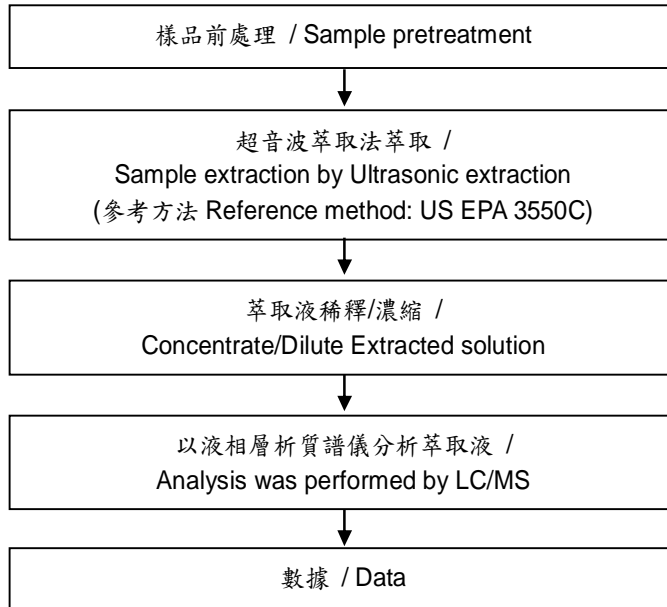 樣品前處理 / Sample pretreatment
超音波萃取法萃取 /
Sample extraction by Ultrasonic extraction
(參考方法 Reference method: US EPA 3550C)
萃取液稀釋/濃縮 /
Concentrate/Dilute Extracted solution
以液相層析質譜儀分析萃取液 /
Analysis was performed by LC/MS
數據 / Data